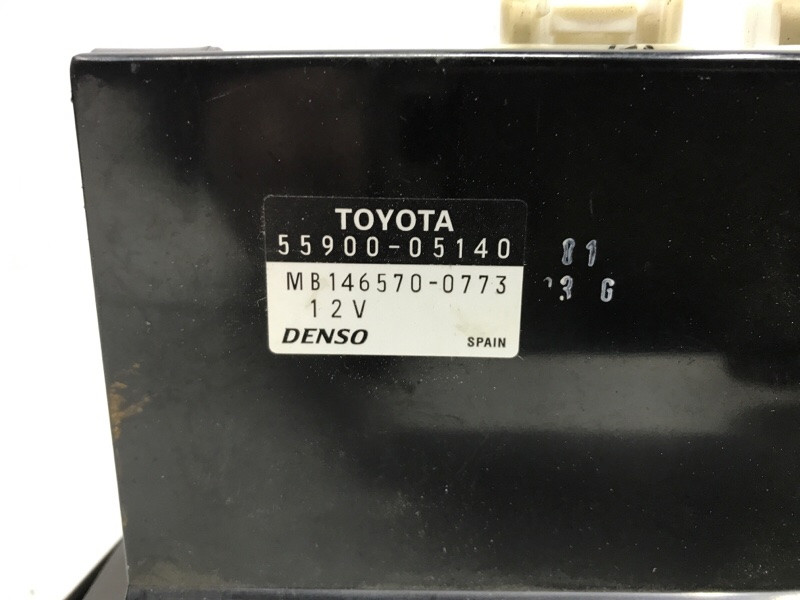 TOYOTA
55900-05140
MB146570-0773
12V
DENSO
SPAIN
81
3 G